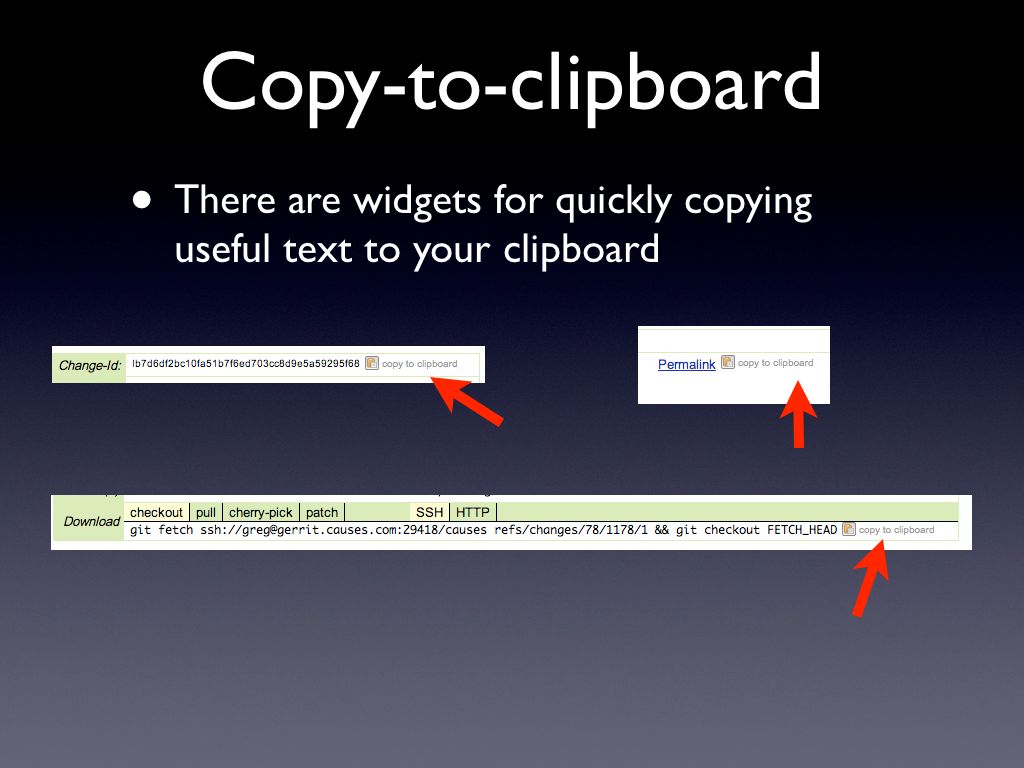 Copy-to-clipboard
• There are widgets for quickly copying
useful text to your clipboard
Change-Id: Ib7d6df2bc10fa51b7f6ed703cc8d9e5a59295f68 copy to clipboard
Permalink copy to clipboard
checkout pull cherry-pick patch SSH HTTP
Download
git fetch ssh://greg@gerrit.causes.com:29418/causes refs/changes/78/1178/1 && git checkout FETCH_HEAD copy to clipboard